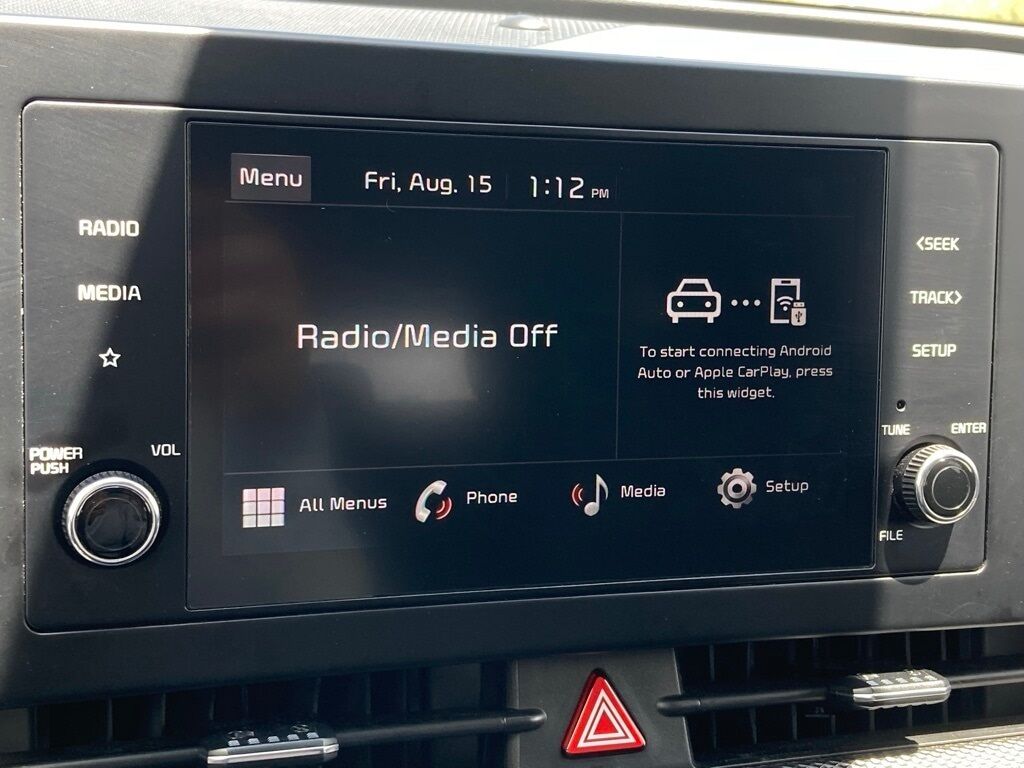 Menu
Fri, Aug. 15
1:12 PM
RADIO
MEDIA
<SEEK
TRACK>
SETUP
Radio/Media Off
To start connecting Android
Auto or Apple CarPlay, press
this widget.
POWER
PUSH
VOL
TUNE
ENTER
FILE
All Menus
Phone
Media
Setup